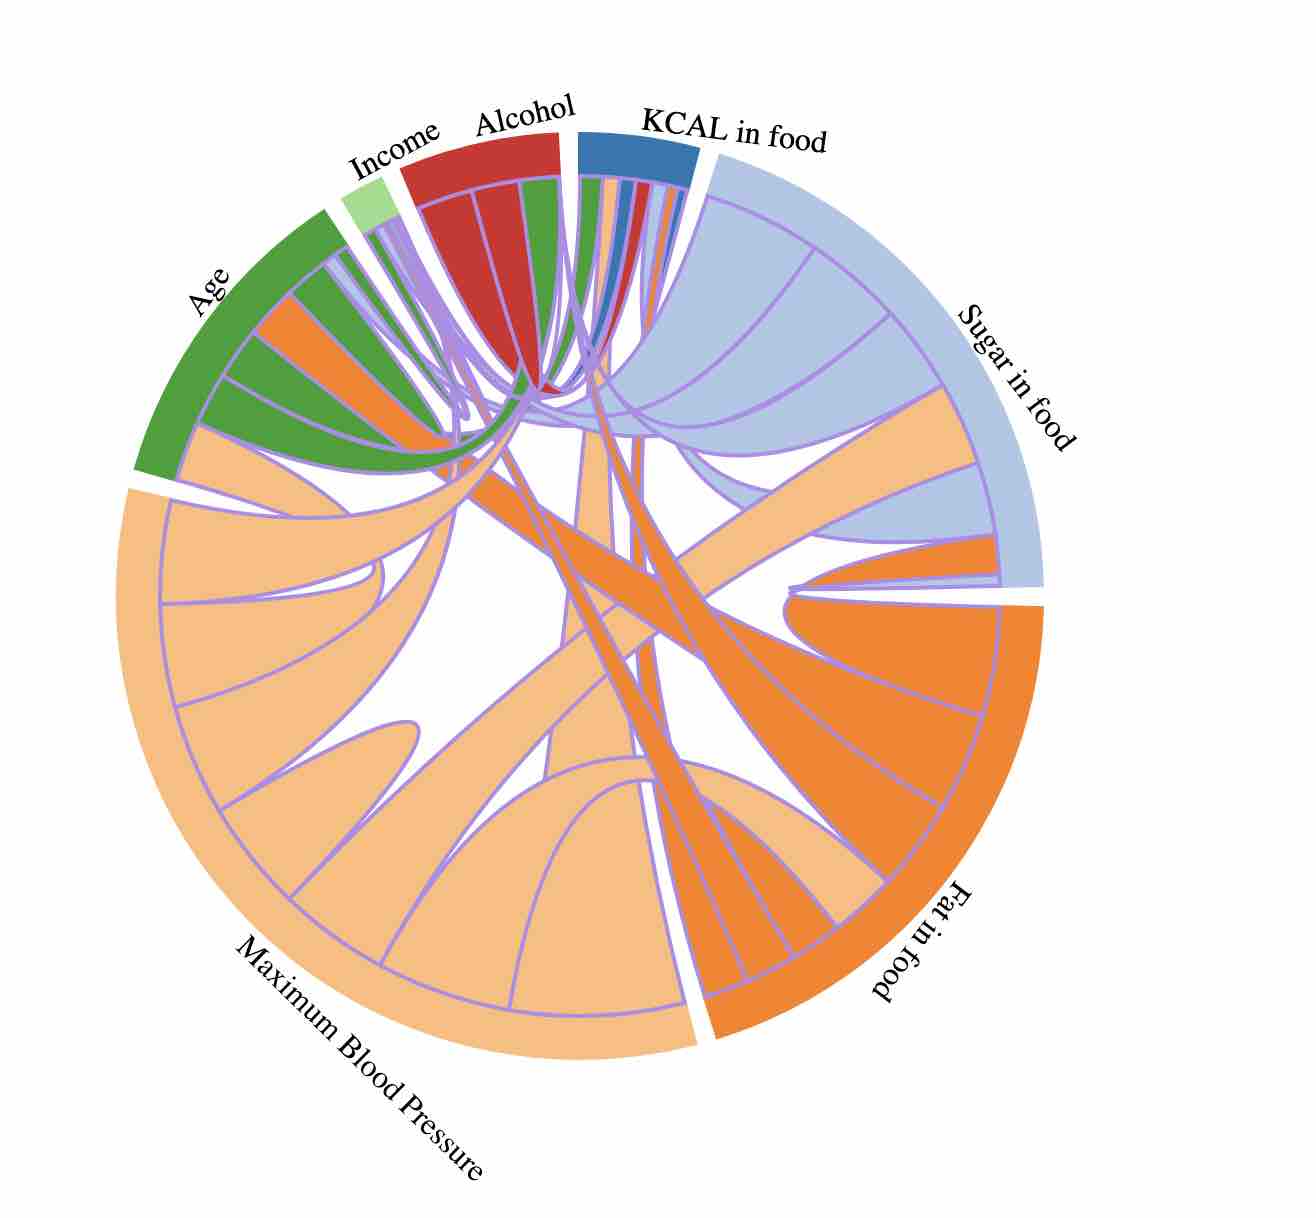 Alcohol
KCAL in food
Income
Age
Sugar in food
Fat in food
Maximum Blood Pressure